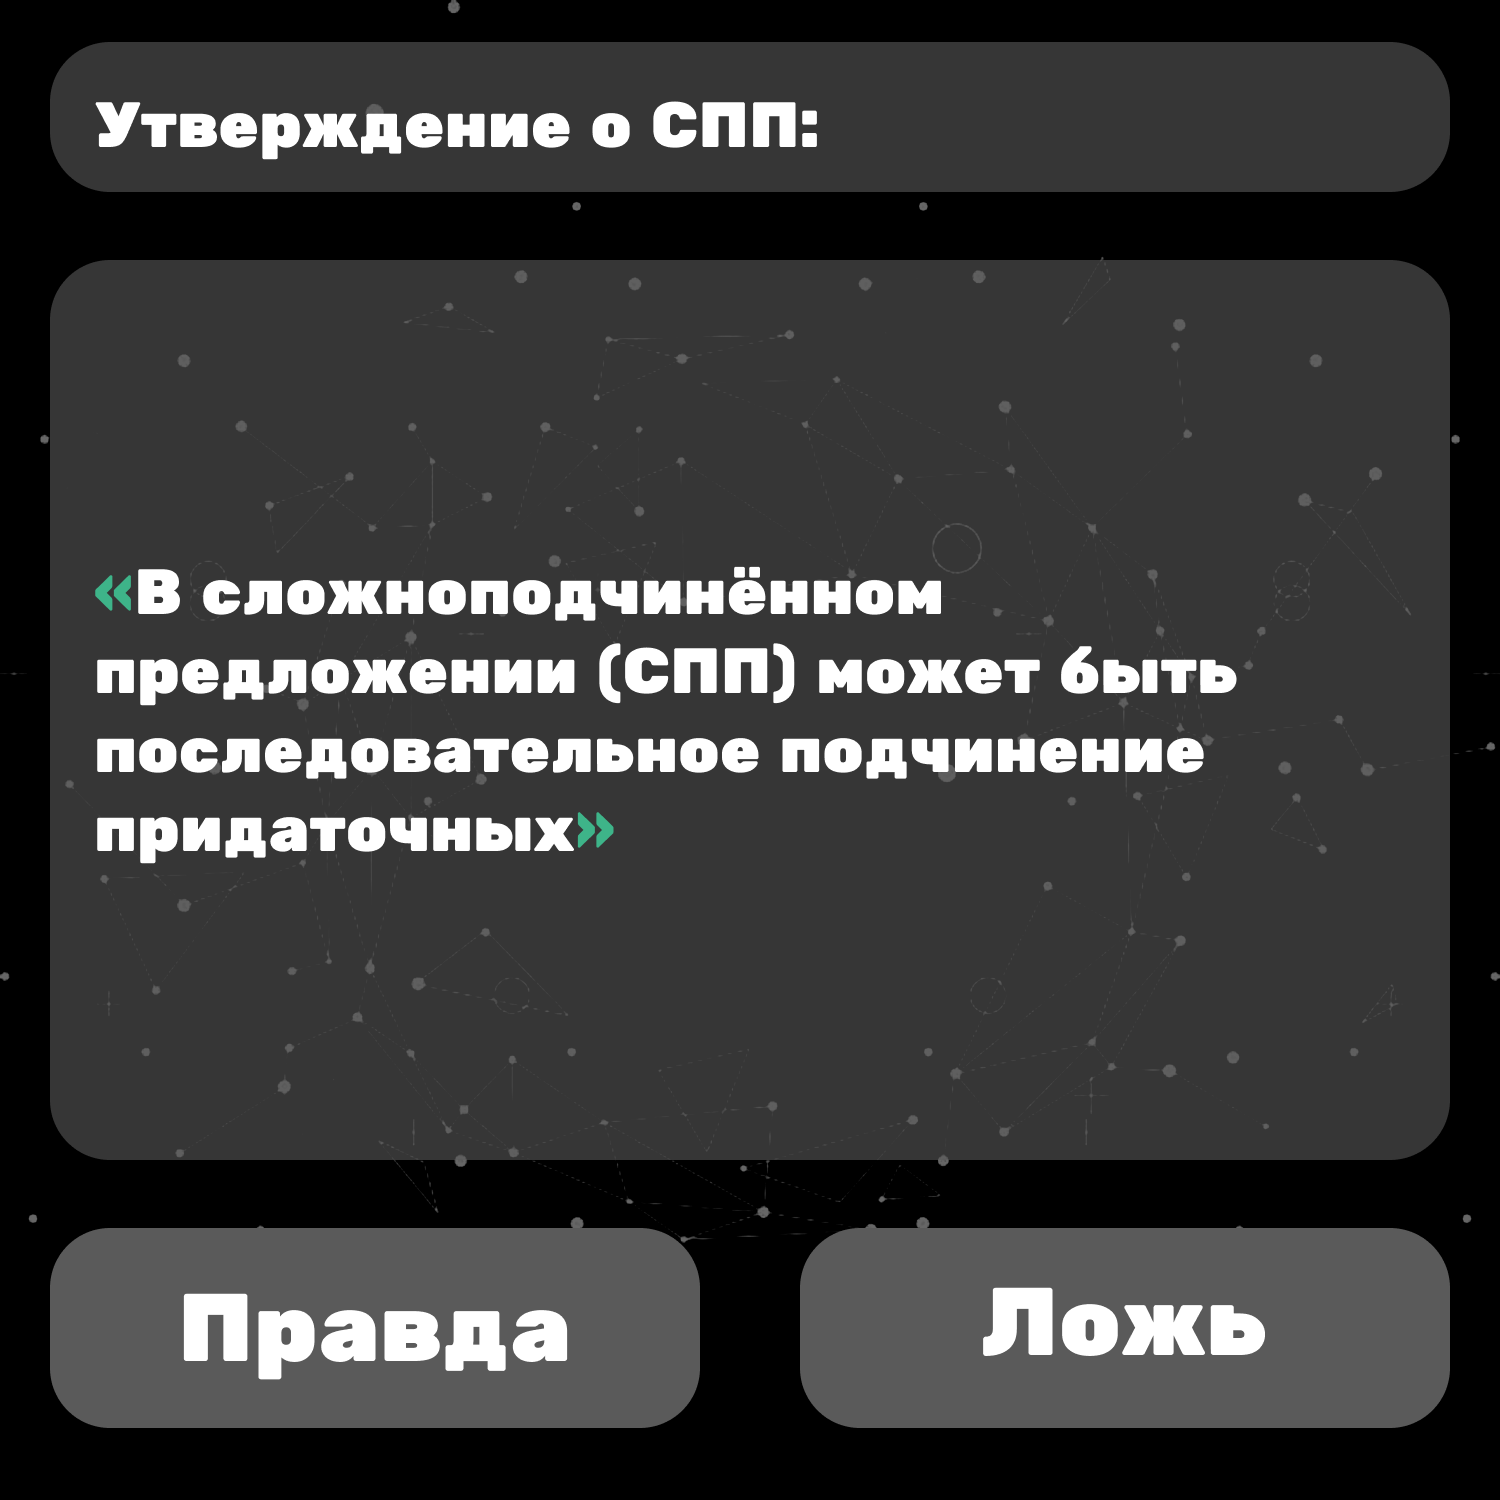 Утверждение о СПП:
«В сложноподчинённом
предложении (СПП) может быть
последовательное подчинение
придаточных»
Правда
Ложь